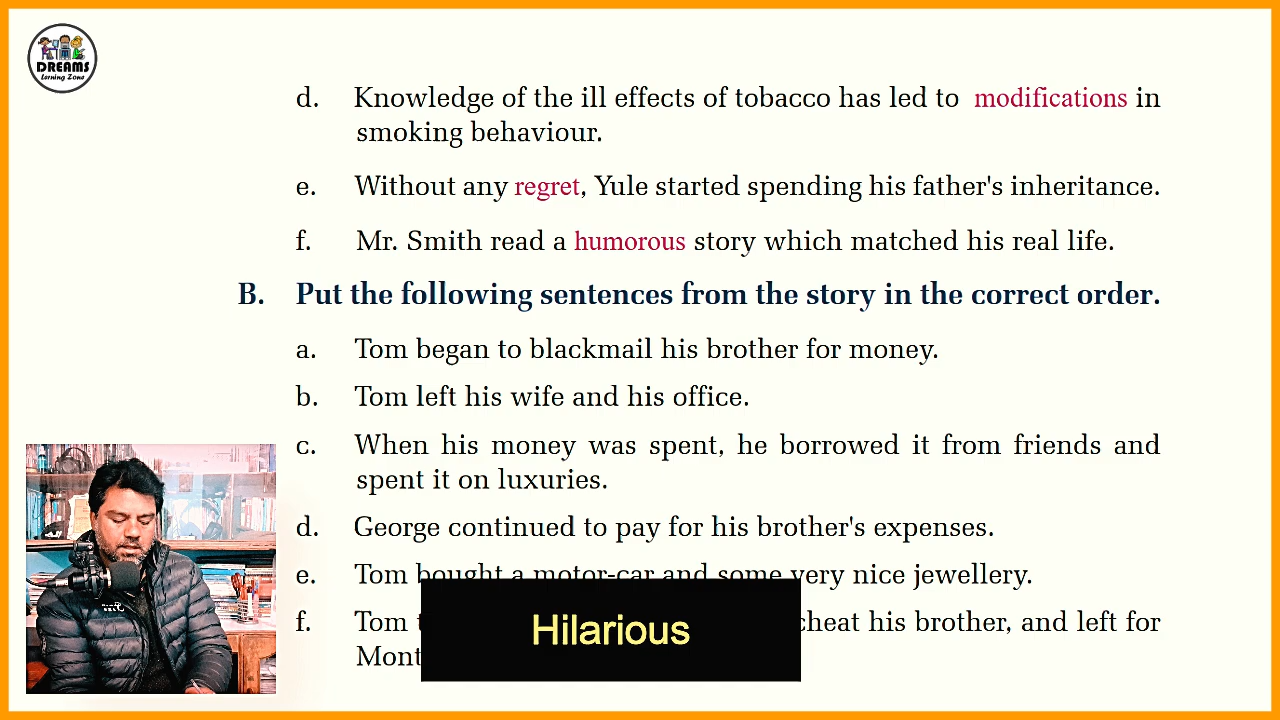 DREAMS
Lerning Zone
d. Knowledge of the ill effects of tobacco has led to modifications in
smoking behaviour.
e. Without any regret, Yule started spending his father's inheritance.
f. Mr. Smith read a humorous story which matched his real life.
B. Put the following sentences from the story in the correct order.
a. Tom began to blackmail his brother for money.
b. Tom left his wife and his office.
c. When his money was spent, he borrowed it from friends and
spent it on luxuries.
d. George continued to pay for his brother's expenses.
e. Tom bought a motor-car and some very nice jewellery.
f. Tom cheat his brother, and left for
Hilarious